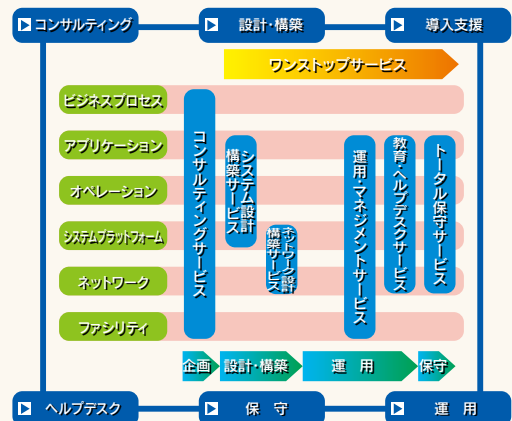 コンサルティング
設計・構築
導入支援
ワンストップサービス
ビジネスプロセス
アプリケーション
オペレーション
システムプラットフォーム
ネットワーク
ファシリティ
コンサルティングサービス
システム設計
構築サービス
ネットワーク設計
構築サービス
運用・マネジメントサービス
教育・ヘルプデスクサービス
トータル保守サービス
企画
設計・構築
運 用
保守
ヘルプデスク
保 守
運 用